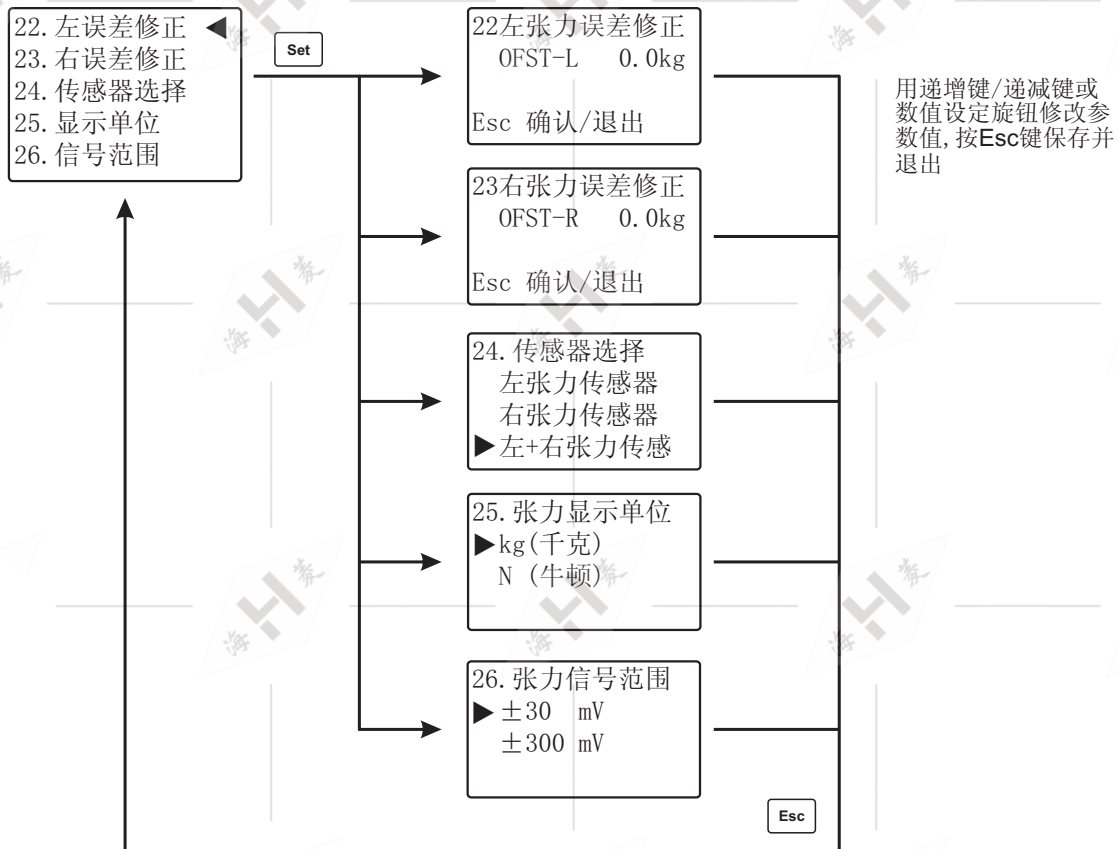 22.左误差修正 ◀
23.右误差修正
24.传感器选择
25.显示单位
26.信号范围
Set
22左张力误差修正
OFST-L 0.0kg
Esc 确认/退出
用递增键/递减键或
数值设定旋钮修改参
数值,按Esc键保存并
退出
23右张力误差修正
OFST-R 0.0kg
Esc 确认/退出
24.传感器选择
左张力传感器
右张力传感器
▶左+右张力传感
25.张力显示单位
▶kg(千克)
N (牛顿)
26.张力信号范围
▶±30 mV
±300 mV
Esc
海H菱